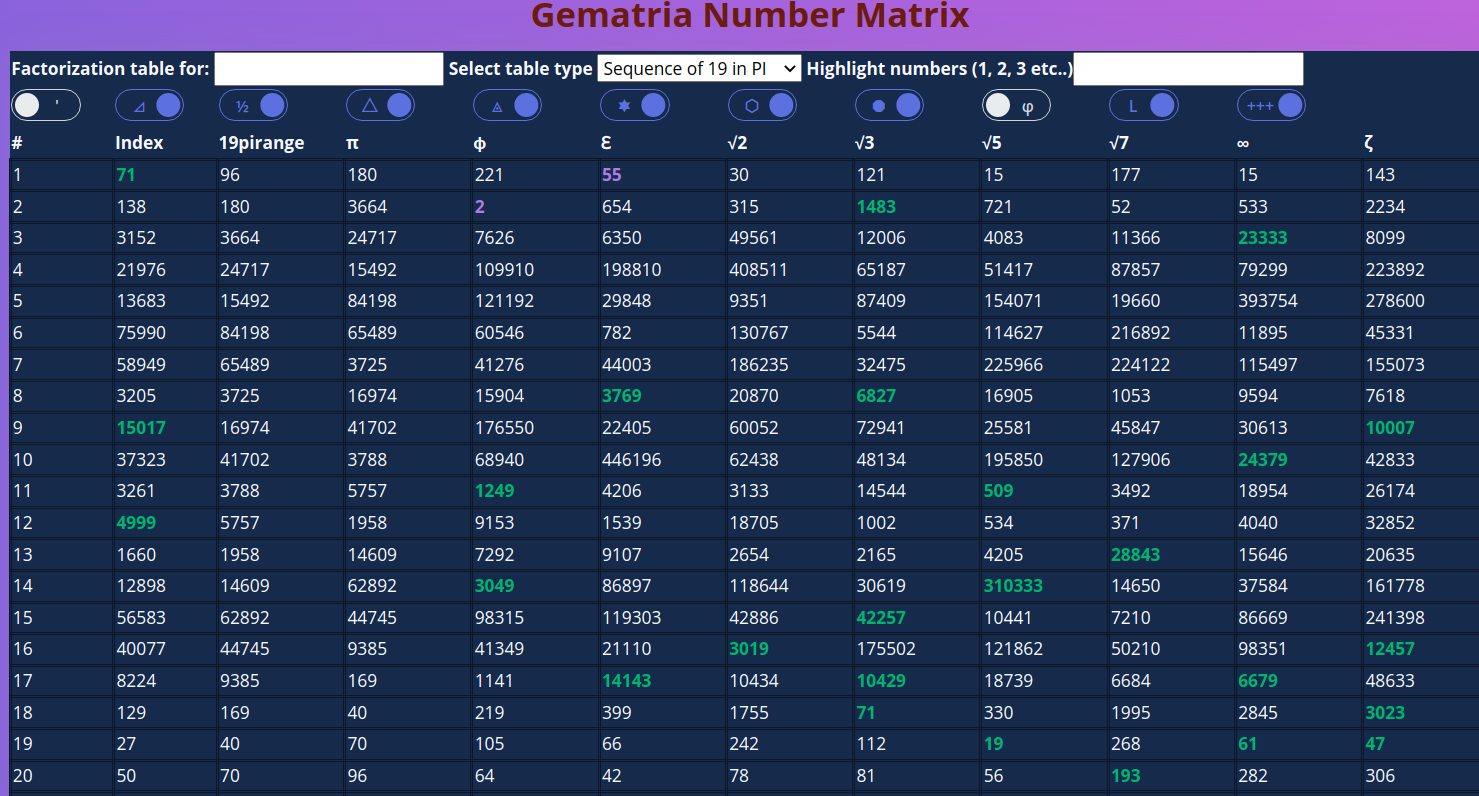 Gematria Number Matrix
Factorization table for: Select table type Sequence of 19 in PI Highlight numbers (1, 2, 3 etc..)
' ⊿ ½ △ ◬ ✶ ⬡ ● φ L +++
# Index 19pirange π ϕ Ɛ √2 √3 √5 √7 ∞ ζ
1 71 96 180 221 55 30 121 15 177 15 143
2 138 180 3664 2 654 315 1483 721 52 533 2234
3 3152 3664 24717 7626 6350 49561 12006 4083 11366 23333 8099
4 21976 24717 15492 109910 198810 408511 65187 51417 87857 79299 223892
5 13683 15492 84198 121192 29848 9351 87409 154071 19660 393754 278600
6 75990 84198 65489 60546 782 130767 5544 114627 216892 11895 45331
7 58949 65489 3725 41276 44003 186235 32475 225966 224122 115497 155073
8 3205 3725 16974 15904 3769 20870 6827 16905 1053 9594 7618
9 15017 16974 41702 176550 22405 60052 72941 25581 45847 30613 10007
10 37323 41702 3788 68940 446196 62438 48134 195850 127906 24379 42833
11 3261 3788 5757 1249 4206 3133 14544 509 3492 18954 26174
12 4999 5757 1958 9153 1539 18705 1002 534 371 4040 32852
13 1660 1958 14609 7292 9107 2654 2165 4205 28843 15646 20635
14 12898 14609 62892 3049 86897 118644 30619 310333 14650 37584 161778
15 56583 62892 44745 98315 119303 42886 42257 10441 7210 86669 241398
16 40077 44745 9385 41349 21110 3019 175502 121862 50210 98351 12457
17 8224 9385 169 1141 14143 10434 10429 18739 6684 6679 48633
18 129 169 40 219 399 1755 71 330 1995 2845 3023
19 27 40 70 105 66 242 112 19 268 61 47
20 50 70 96 64 42 78 81 56 193 282 306